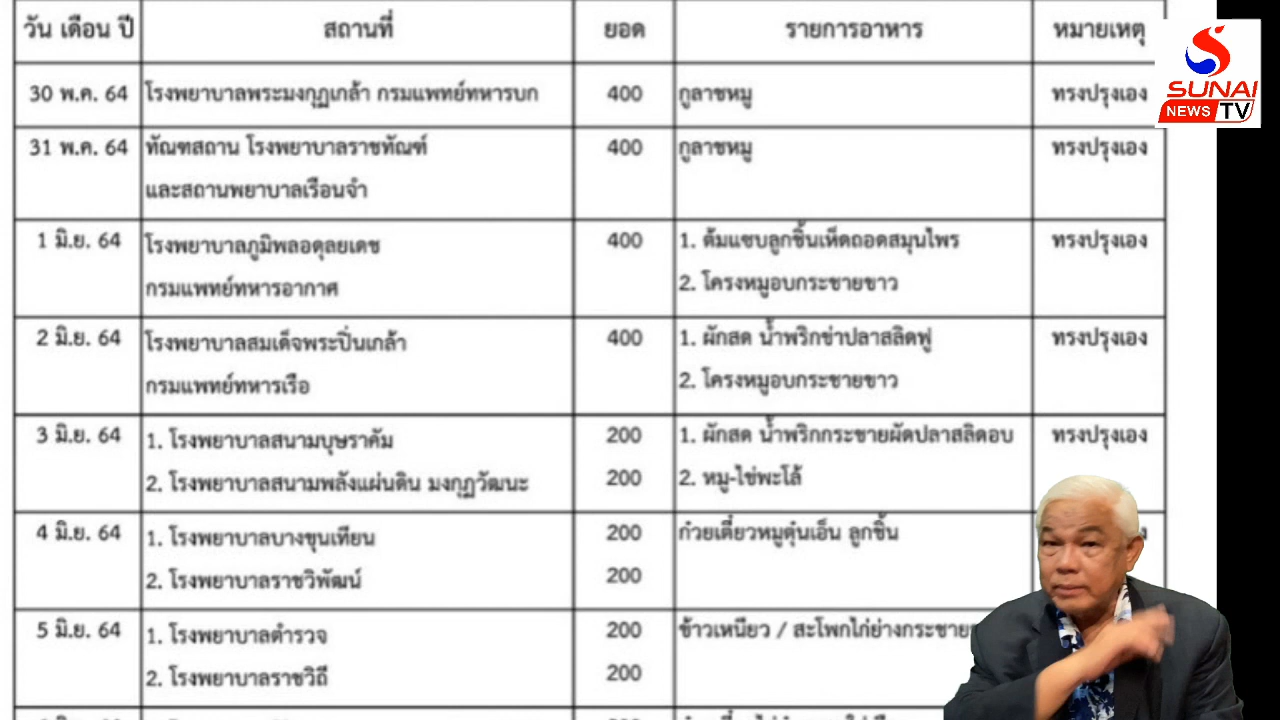 วัน เดือน ปี สถานที่ ยอด รายการอาหาร หมายเหตุ
SUNAI
NEWS TV
30 พ.ค. 64 โรงพยาบาลพระมงกุฎเกล้า กรมแพทย์ทหารบก 400 กูลาชหมู ทรงปรุงเอง
31 พ.ค. 64 ทัณฑสถาน โรงพยาบาลราชทัณฑ์ 400 กูลาชหมู ทรงปรุงเอง
และสถานพยาบาลเรือนจำ
1 มิ.ย. 64 โรงพยาบาลภูมิพลอดุลยเดช 400 1. ต้มแซบลูกชิ้นเห็ดถอดสมุนไพร ทรงปรุงเอง
กรมแพทย์ทหารอากาศ 2. โครงหมูอบกระชายขาว
2 มิ.ย. 64 โรงพยาบาลสมเด็จพระปิ่นเกล้า 400 1. ผักสด น้ำพริกข่าปลาสลิดฟู ทรงปรุงเอง
กรมแพทย์ทหารเรือ 2. โครงหมูอบกระชายขาว
3 มิ.ย. 64 1. โรงพยาบาลสนามบุษราคัม 200 1. ผักสด น้ำพริกกระชายผัดปลาสลิดอบ ทรงปรุงเอง
2. โรงพยาบาลสนามพลังแผ่นดิน มงกุฎวัฒนะ 200 2. หมู-ไข่พะโล้
4 มิ.ย. 64 1. โรงพยาบาลบางขุนเทียน 200 ก๋วยเตี๋ยวหมูตุ๋นเอ็น ลูกชิ้น
2. โรงพยาบาลราชวิพัฒน์ 200
5 มิ.ย. 64 1. โรงพยาบาลตำรวจ 200 ข้าวเหนียว / สะโพกไก่ย่างกระชาย
2. โรงพยาบาลราชวิถี 200